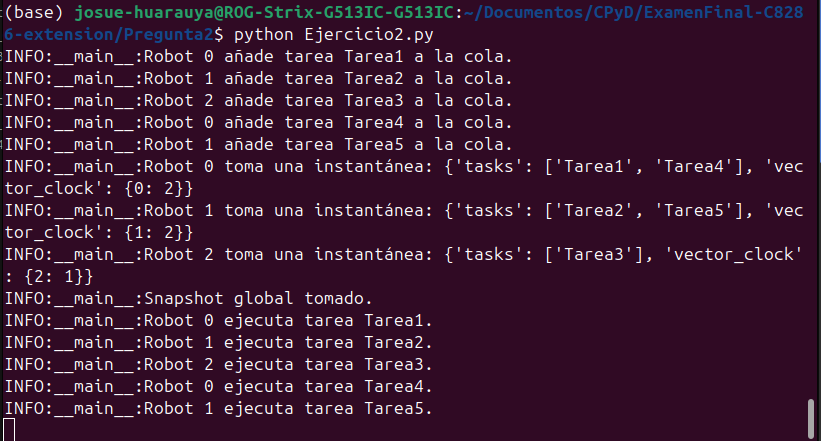 (base) josue-huarauya@ROG-Strix-G513IC-G513IC:~/Documentos/CPyD/ExamenFinal-C828
6-extension/Pregunta2$ python Ejercicio2.py
INFO:__main__:Robot 0 añade tarea Tarea1 a la cola.
INFO:__main__:Robot 1 añade tarea Tarea2 a la cola.
INFO:__main__:Robot 2 añade tarea Tarea3 a la cola.
INFO:__main__:Robot 0 añade tarea Tarea4 a la cola.
INFO:__main__:Robot 1 añade tarea Tarea5 a la cola.
INFO:__main__:Robot 0 toma una instantánea: {'tasks': ['Tarea1', 'Tarea4'], 'vec
tor_clock': {0: 2}}
INFO:__main__:Robot 1 toma una instantánea: {'tasks': ['Tarea2', 'Tarea5'], 'vec
tor_clock': {1: 2}}
INFO:__main__:Robot 2 toma una instantánea: {'tasks': ['Tarea3'], 'vector_clock'
: {2: 1}}
INFO:__main__:Snapshot global tomado.
INFO:__main__:Robot 0 ejecuta tarea Tarea1.
INFO:__main__:Robot 1 ejecuta tarea Tarea2.
INFO:__main__:Robot 2 ejecuta tarea Tarea3.
INFO:__main__:Robot 0 ejecuta tarea Tarea4.
INFO:__main__:Robot 1 ejecuta tarea Tarea5.